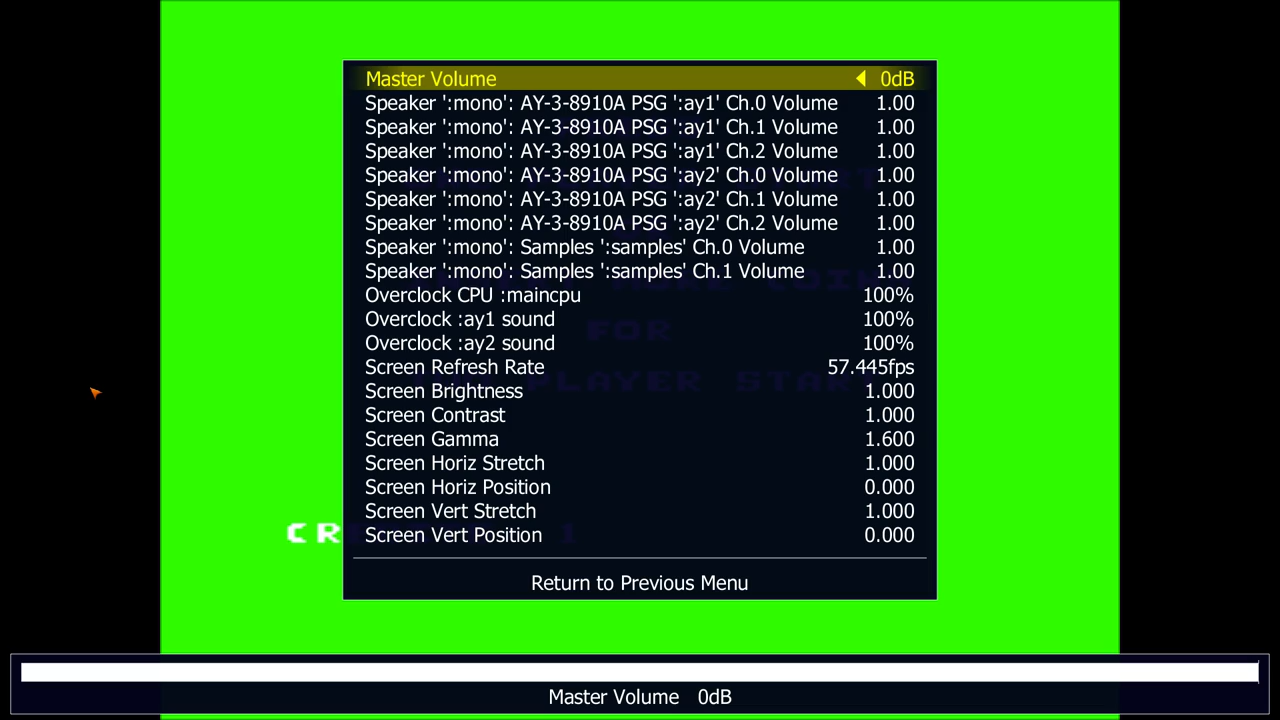 Master Volume 0dB
Speaker ':mono': AY-3-8910A PSG ':ay1' Ch.0 Volume 1.00
Speaker ':mono': AY-3-8910A PSG ':ay1' Ch.1 Volume 1.00
Speaker ':mono': AY-3-8910A PSG ':ay1' Ch.2 Volume 1.00
Speaker ':mono': AY-3-8910A PSG ':ay2' Ch.0 Volume 1.00
Speaker ':mono': AY-3-8910A PSG ':ay2' Ch.1 Volume 1.00
Speaker ':mono': AY-3-8910A PSG ':ay2' Ch.2 Volume 1.00
Speaker ':mono': Samples ':samples' Ch.0 Volume 1.00
Speaker ':mono': Samples ':samples' Ch.1 Volume 1.00
Overclock CPU :maincpu 100%
Overclock :ay1 sound 100%
FOR
Overclock :ay2 sound 100%
Screen Refresh Rate 57.445fps
PLAYER START
Screen Brightness 1.000
Screen Contrast 1.000
Screen Gamma 1.600
Screen Horiz Stretch 1.000
Screen Horiz Position 0.000
Screen Vert Stretch 1.000
CR 1
Screen Vert Position 0.000
Return to Previous Menu
Master Volume 0dB